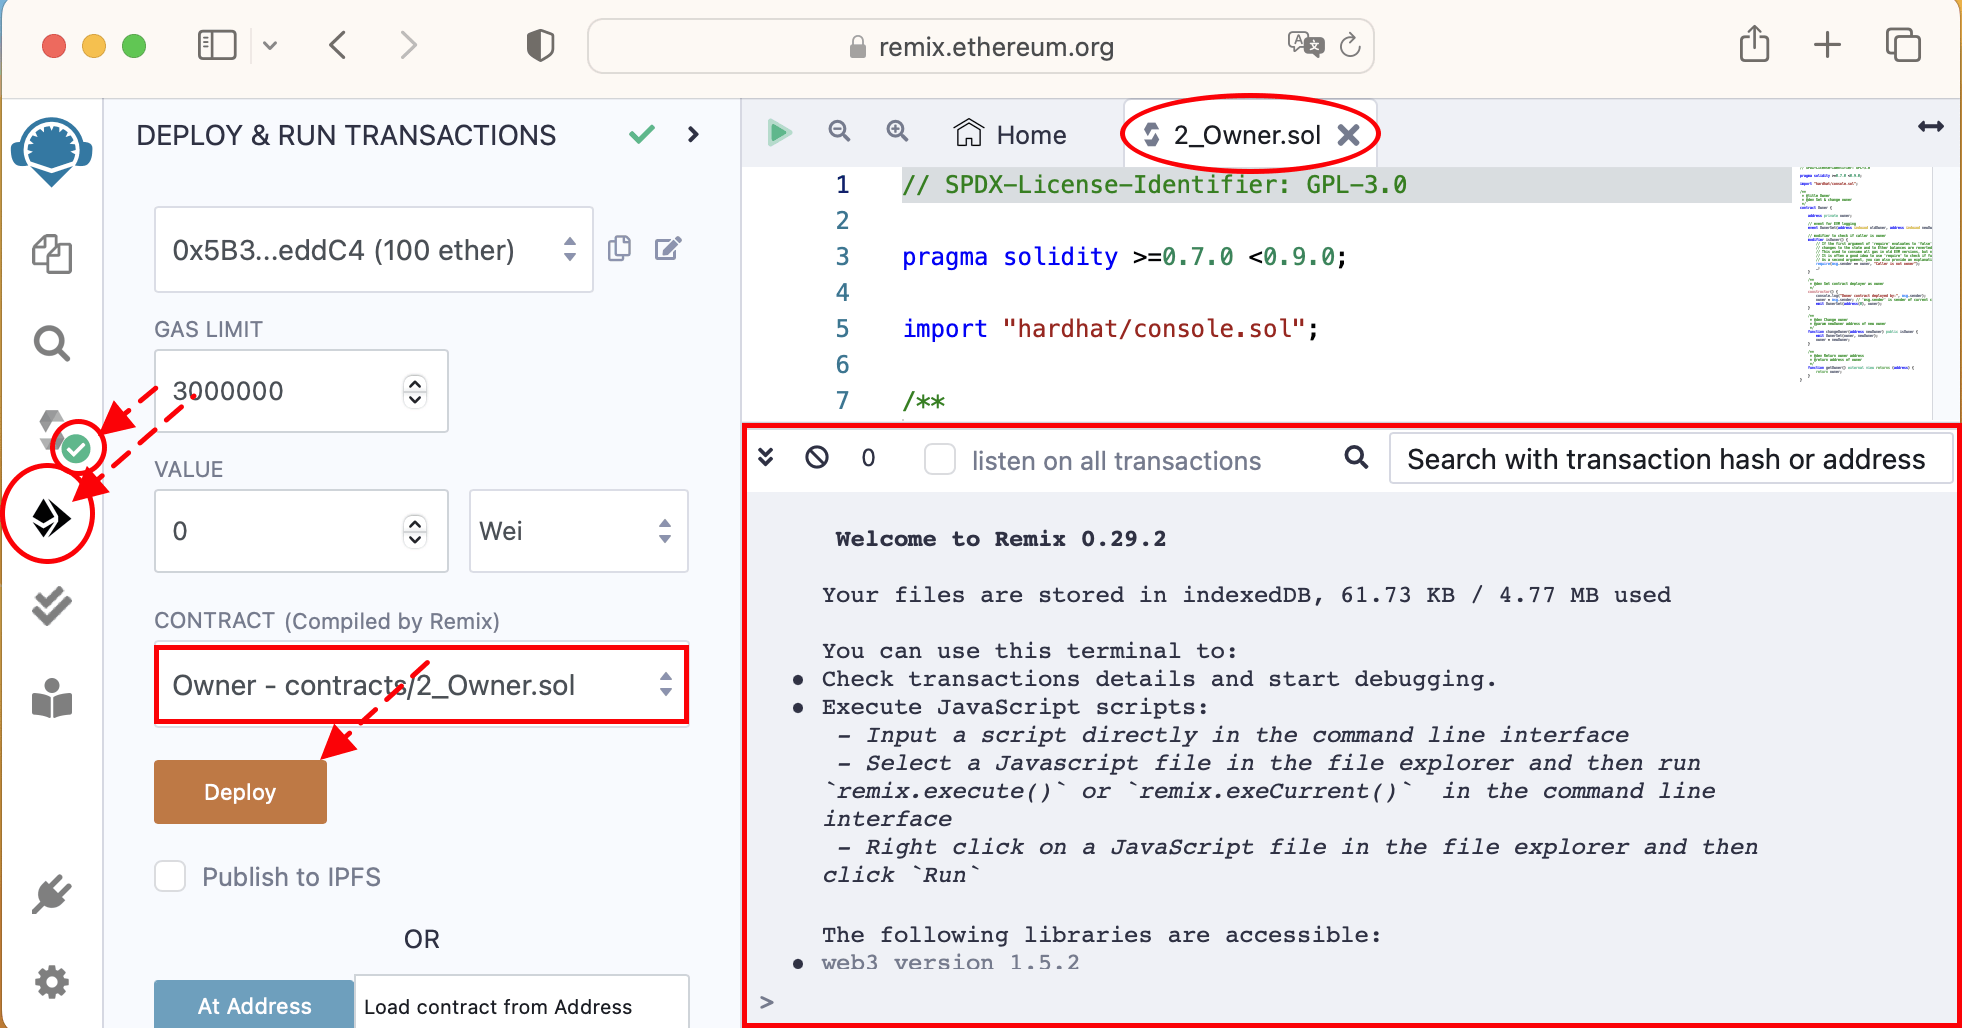 remix.ethereum.org
DEPLOY & RUN TRANSACTIONS
0x5B3...eddC4 (100 ether)
GAS LIMIT
3000000
VALUE
0
Wei
CONTRACT (Compiled by Remix)
Owner - contracts/2_Owner.sol
Deploy
Publish to IPFS
OR
At Address
Load contract from Address
Home
2_Owner.sol
1 // SPDX-License-Identifier: GPL-3.0
2
3 pragma solidity >=0.7.0 <0.9.0;
4
5 import "hardhat/console.sol";
6
7 /**
0
listen on all transactions
Search with transaction hash or address
Welcome to Remix 0.29.2
Your files are stored in indexedDB, 61.73 KB / 4.77 MB used
You can use this terminal to:
● Check transactions details and start debugging.
● Execute JavaScript scripts:
- Input a script directly in the command line interface
- Select a Javascript file in the file explorer and then run
`remix.execute()` or `remix.exeCurrent()` in the command line
interface
- Right click on a JavaScript file in the file explorer and then
click `Run`
The following libraries are accessible:
● web3 version 1.5.2
>